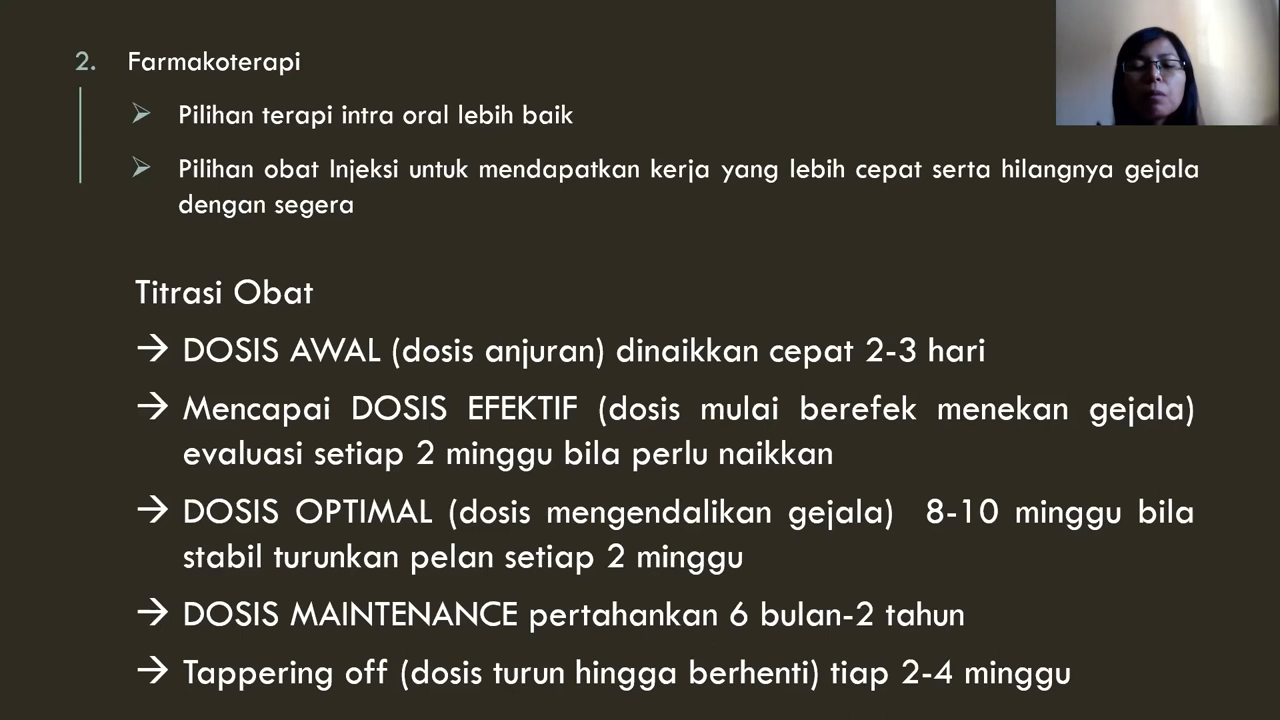 2. Farmakoterapi
➢ Pilihan terapi intra oral lebih baik
➢ Pilihan obat Injeksi untuk mendapatkan kerja yang lebih cepat serta hilangnya gejala
dengan segera
Titrasi Obat
→ DOSIS AWAL (dosis anjuran) dinaikkan cepat 2-3 hari
→ Mencapai DOSIS EFEKTIF (dosis mulai berefek menekan gejala)
evaluasi setiap 2 minggu bila perlu naikkan
→ DOSIS OPTIMAL (dosis mengendalikan gejala) 8-10 minggu bila
stabil turunkan pelan setiap 2 minggu
→ DOSIS MAINTENANCE pertahankan 6 bulan-2 tahun
→ Tappering off (dosis turun hingga berhenti) tiap 2-4 minggu